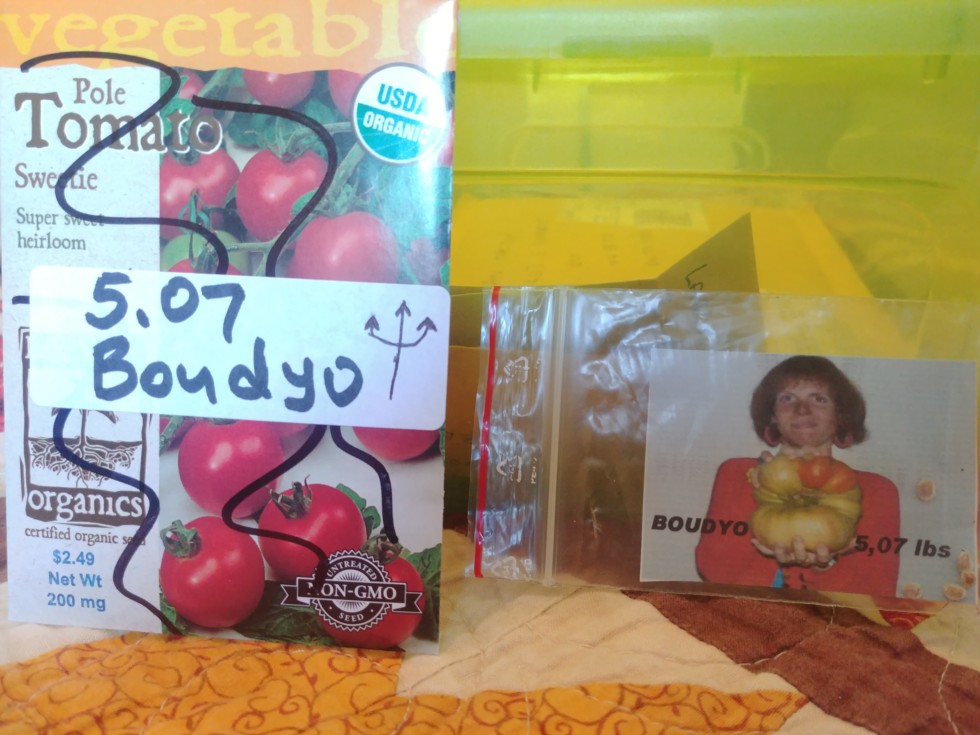 vegetabl
Pole
Tomato
Sweetie
Super sweet
heirloom
USDA
ORGANIC
5.07
Boudyo
organics
certified organic
$2.49
Net Wt
200 mg
UNTREATED
NON-GMO
SEED
BOUDYO
5,07 lbs